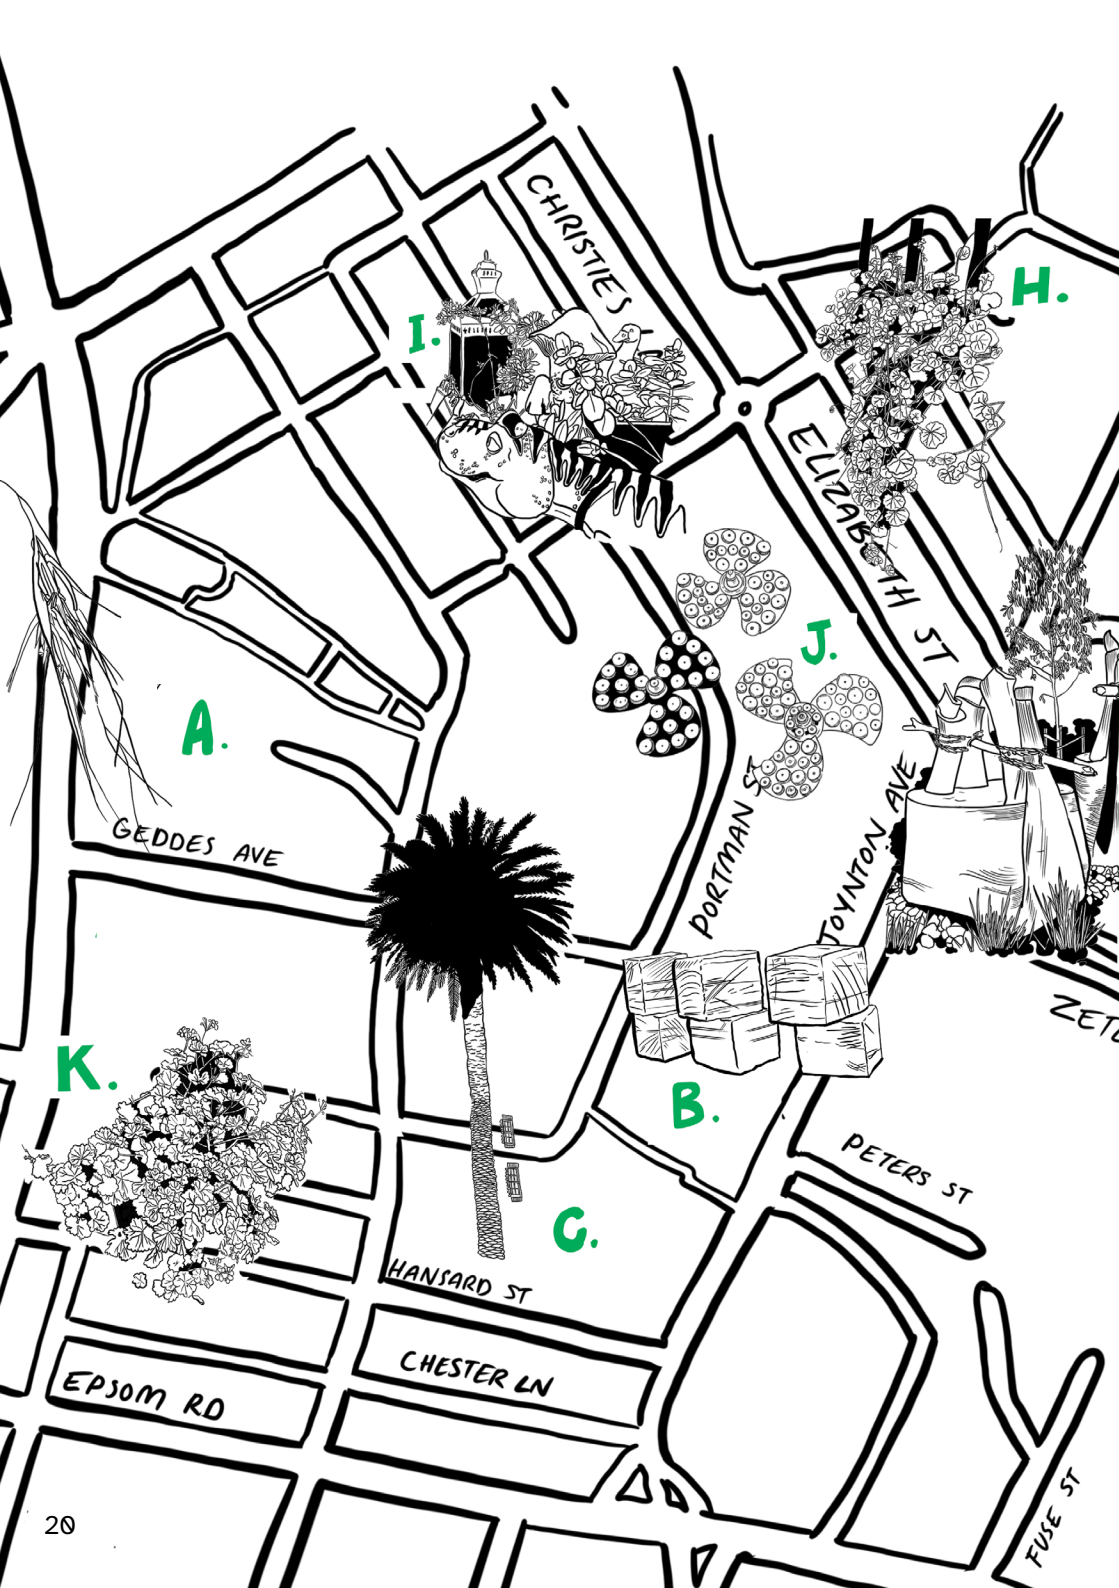 CHRISTIES
H.
I.
ELIZABETH ST
J.
A.
PORTMAN ST
JOYNTON AVE
GEDDES AVE
K.
B.
PETERS ST
C.
HANSARD ST
CHESTER LN
EPSOM RD
FUSE ST
20